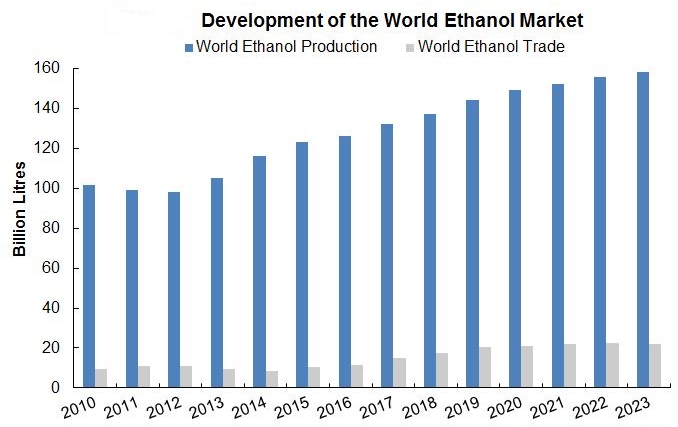 Development of the World Ethanol Market
World Ethanol Production World Ethanol Trade
Billion Litres
160
140
120
100
80
60
40
20
0
2010 2011 2012 2013 2014 2015 2016 2017 2018 2019 2020 2021 2022 2023